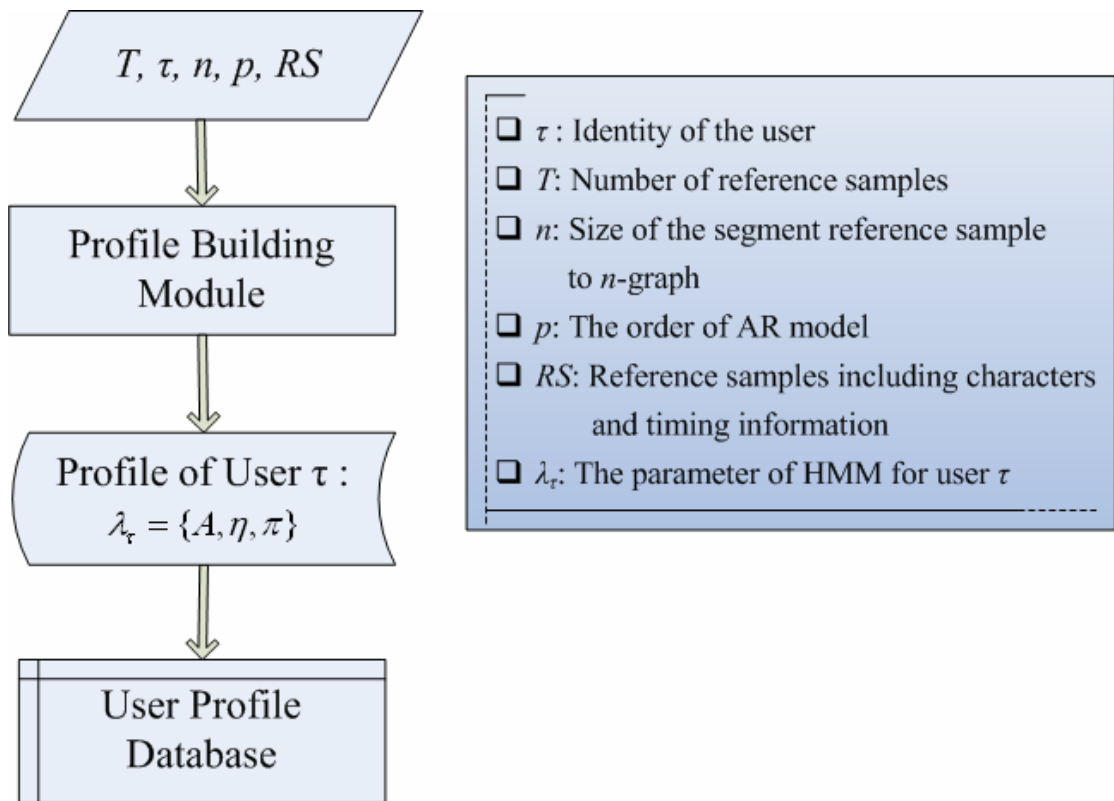 T, τ, n, p, RS
Profile Building
Module
Profile of User τ :
λτ = {A, η, π}
User Profile
Database
τ : Identity of the user
T: Number of reference samples
n: Size of the segment reference sample
to n-graph
p: The order of AR model
RS: Reference samples including characters
and timing information
λτ: The parameter of HMM for user τ